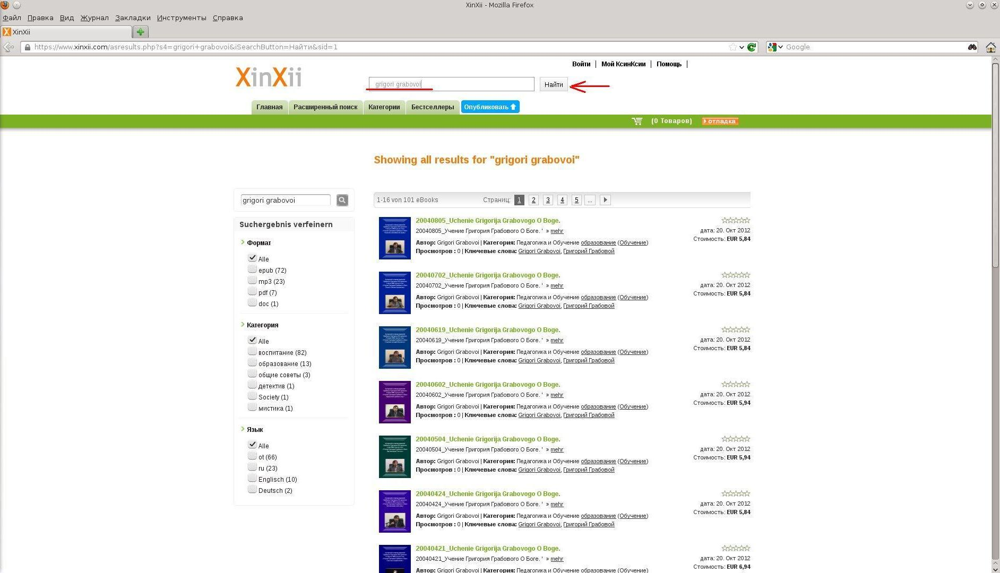 XinXii - Mozilla Firefox
Файл Правка Вид Журнал Закладки Инструменты Справка
XinXii
https://www.xinxii.com/asresults.php?s4=grigori+grabovoi&iSearchButton=Найти&sid=1
Google
Войти | Мой КсинКсии | Помощь |
XinXii
grigori grabovoi
Найти
Главная Расширенный поиск Категории Бестселлеры Опубликовать
(0 Товаров) отладка
Showing all results for "grigori grabovoi"
grigori grabovoi
Suchergebnis verfeinern
Формат
Alle
epub (72)
mp3 (23)
pdf (7)
doc (1)
Категория
Alle
воспитание (82)
образование (13)
общие советы (3)
детектив (1)
Society (1)
мистика (1)
Язык
Alle
ot (66)
ru (23)
Englisch (10)
Deutsch (2)
1-16 von 101 eBooks Страниц: 1 2 3 4 5 ...
20040805_Uchenie Grigorija Grabovogo O Boge.
20040805_Учение Григория Грабового О Боге. ' » mehr
дата: 20. Окт 2012
Стоимость: EUR 5,84
Автор: Grigori Grabovoi | Категория: Педагогика и Обучение образование (Обучение)
Просмотров : 0 | Ключевые слова: Grigori Grabovoi, Григорий Грабовой
20040702_Uchenie Grigorija Grabovogo O Boge.
20040702_Учение Григория Грабового О Боге. ' » mehr
дата: 20. Окт 2012
Стоимость: EUR 5,84
Автор: Grigori Grabovoi | Категория: Педагогика и Обучение образование (Обучение)
Просмотров : 0 | Ключевые слова: Grigori Grabovoi, Григорий Грабовой
20040619_Uchenie Grigorija Grabovogo O Boge.
20040619_Учение Григория Грабового О Боге. ' » mehr
дата: 20. Окт 2012
Стоимость: EUR 5,84
Автор: Grigori Grabovoi | Категория: Педагогика и Обучение образование (Обучение)
Просмотров : 0 | Ключевые слова: Grigori Grabovoi, Григорий Грабовой
20040602_Uchenie Grigorija Grabovogo O Boge.
20040602_Учение Григория Грабового О Боге. ' » mehr
дата: 20. Окт 2012
Стоимость: EUR 5,94
Автор: Grigori Grabovoi | Категория: Педагогика и Обучение образование (Обучение)
Просмотров : 0 | Ключевые слова: Grigori Grabovoi, Григорий Грабовой
20040504_Uchenie Grigorija Grabovogo O Boge.
20040504_Учение Григория Грабового О Боге. ' » mehr
дата: 20. Окт 2012
Стоимость: EUR 5,94
Автор: Grigori Grabovoi | Категория: Педагогика и Обучение образование (Обучение)
Просмотров : 0 | Ключевые слова: Grigori Grabovoi, Григорий Грабовой
20040424_Uchenie Grigorija Grabovogo O Boge.
20040424_Учение Григория Грабового О Боге. ' » mehr
дата: 20. Окт 2012
Стоимость: EUR 5,84
Автор: Grigori Grabovoi | Категория: Педагогика и Обучение образование (Обучение)
Просмотров : 0 | Ключевые слова: Grigori Grabovoi, Григорий Грабовой
20040421_Uchenie Grigorija Grabovogo O Boge.
20040421_Учение Григория Грабового О Боге. ' » mehr
дата: 20. Окт 2012
Стоимость: EUR 6,94
Автор: Grigori Grabovoi | Категория: Педагогика и Обучение образование (Обучение)